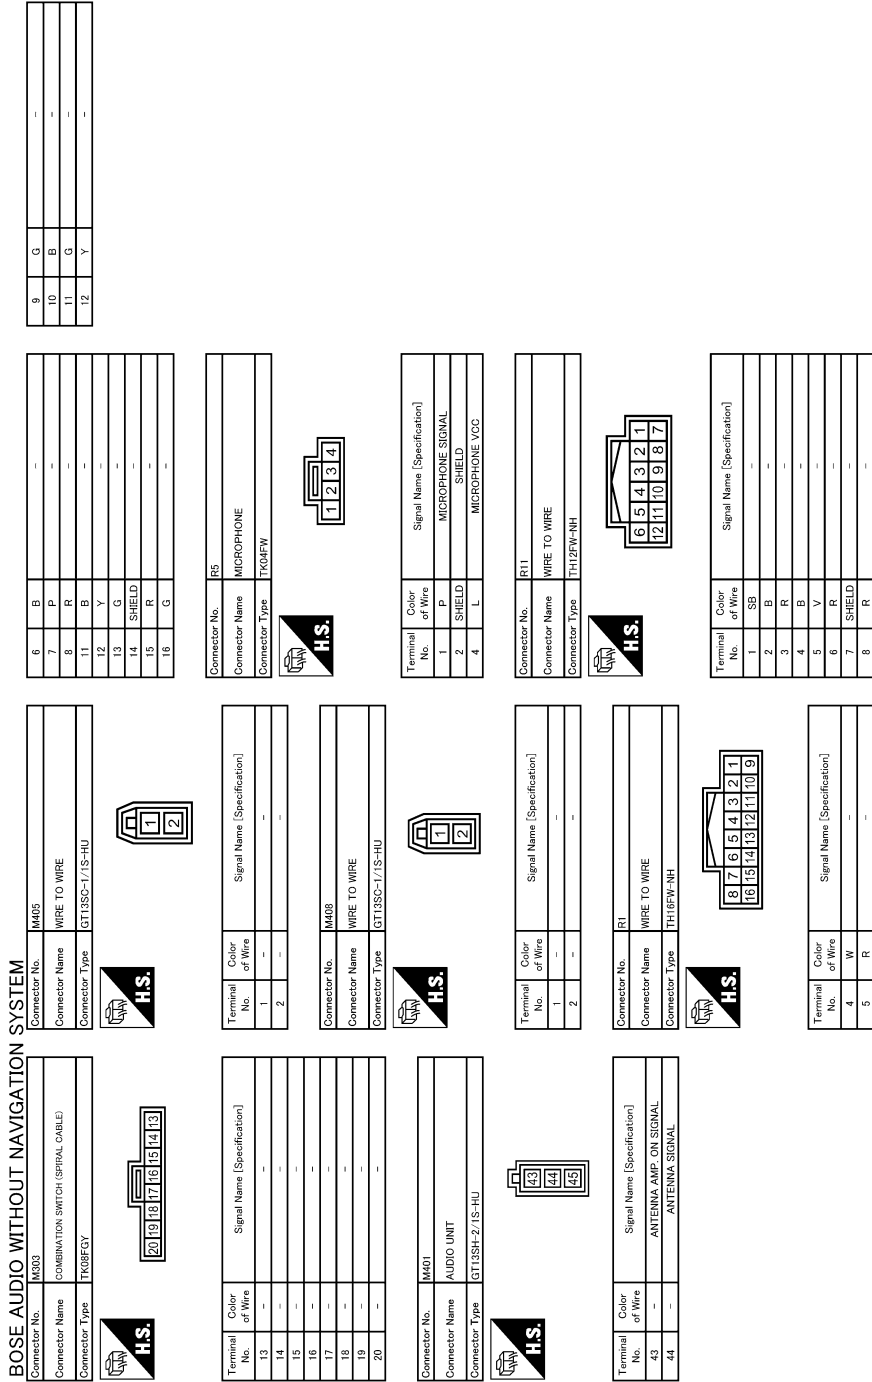 BOSE AUDIO WITHOUT NAVIGATION SYSTEM
Connector No. M303
Connector Name COMBINATION SWITCH (SPIRAL CABLE)
Connector Type TK08FGY
H.S.
20 19 18 17 16 15 14 13
Terminal No. Color of Wire Signal Name [Specification]
13 – –
14 – –
15 – –
16 – –
17 – –
18 – –
19 – –
20 – –
Connector No. M401
Connector Name AUDIO UNIT
Connector Type GT13SH-2/1S-HU
H.S.
43
44
45
Terminal No. Color of Wire Signal Name [Specification]
43 – ANTENNA AMP. ON SIGNAL
44 – ANTENNA SIGNAL
Connector No. M405
Connector Name WIRE TO WIRE
Connector Type GT13SC-1/1S-HU
H.S.
1
2
Terminal No. Color of Wire Signal Name [Specification]
1 – –
2 – –
Connector No. M408
Connector Name WIRE TO WIRE
Connector Type GT13SC-1/1S-HU
H.S.
1
2
Terminal No. Color of Wire Signal Name [Specification]
1 – –
2 – –
Connector No. R1
Connector Name WIRE TO WIRE
Connector Type TH16FW-NH
H.S.
8 7 6 5 4 3 2 1
16 15 14 13 12 11 10 9
Terminal No. Color of Wire Signal Name [Specification]
4 W –
5 R –
6 B –
7 P –
8 R –
11 B –
12 Y –
13 G –
14 SHIELD –
15 R –
16 G –
Connector No. R5
Connector Name MICROPHONE
Connector Type TK04FW
H.S.
1 2 3 4
Terminal No. Color of Wire Signal Name [Specification]
1 P MICROPHONE SIGNAL
2 SHIELD SHIELD
4 L MICROPHONE VCC
Connector No. R11
Connector Name WIRE TO WIRE
Connector Type TH12FW-NH
H.S.
6 5 4 3 2 1
12 11 10 9 8 7
Terminal No. Color of Wire Signal Name [Specification]
1 SB –
2 B –
3 R –
4 B –
5 V –
6 R –
7 SHIELD –
8 R –
9 G –
10 B –
11 G –
12 Y –